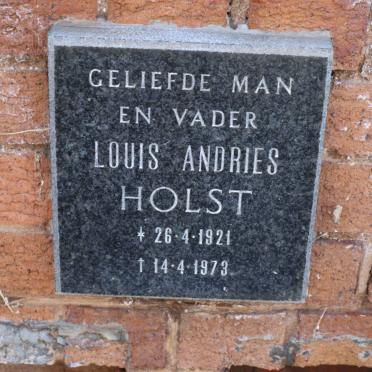 GELIEFDE MAN
EN VADER
LOUIS ANDRIES
HOLST
* 26·4·1921
† 14·4·1973